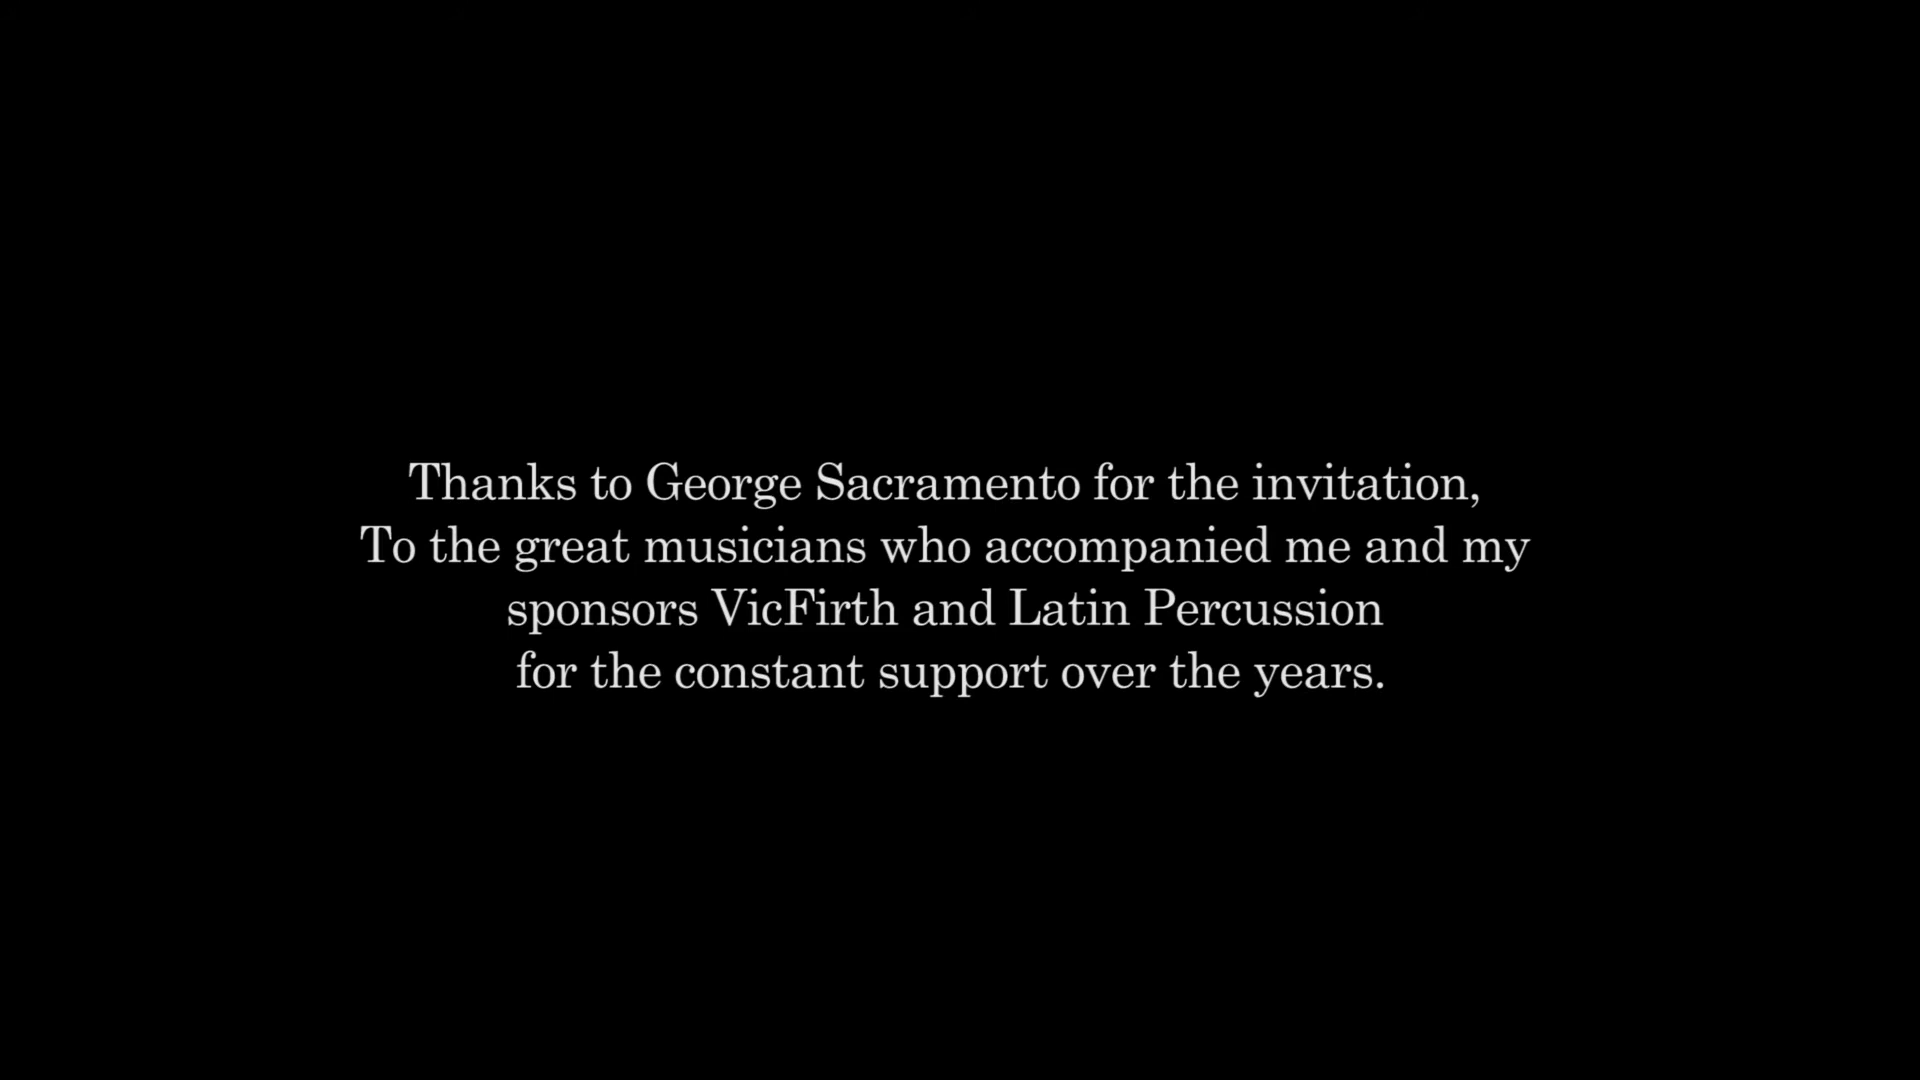 Thanks to George Sacramento for the invitation,
To the great musicians who accompanied me and my
sponsors VicFirth and Latin Percussion
for the constant support over the years.